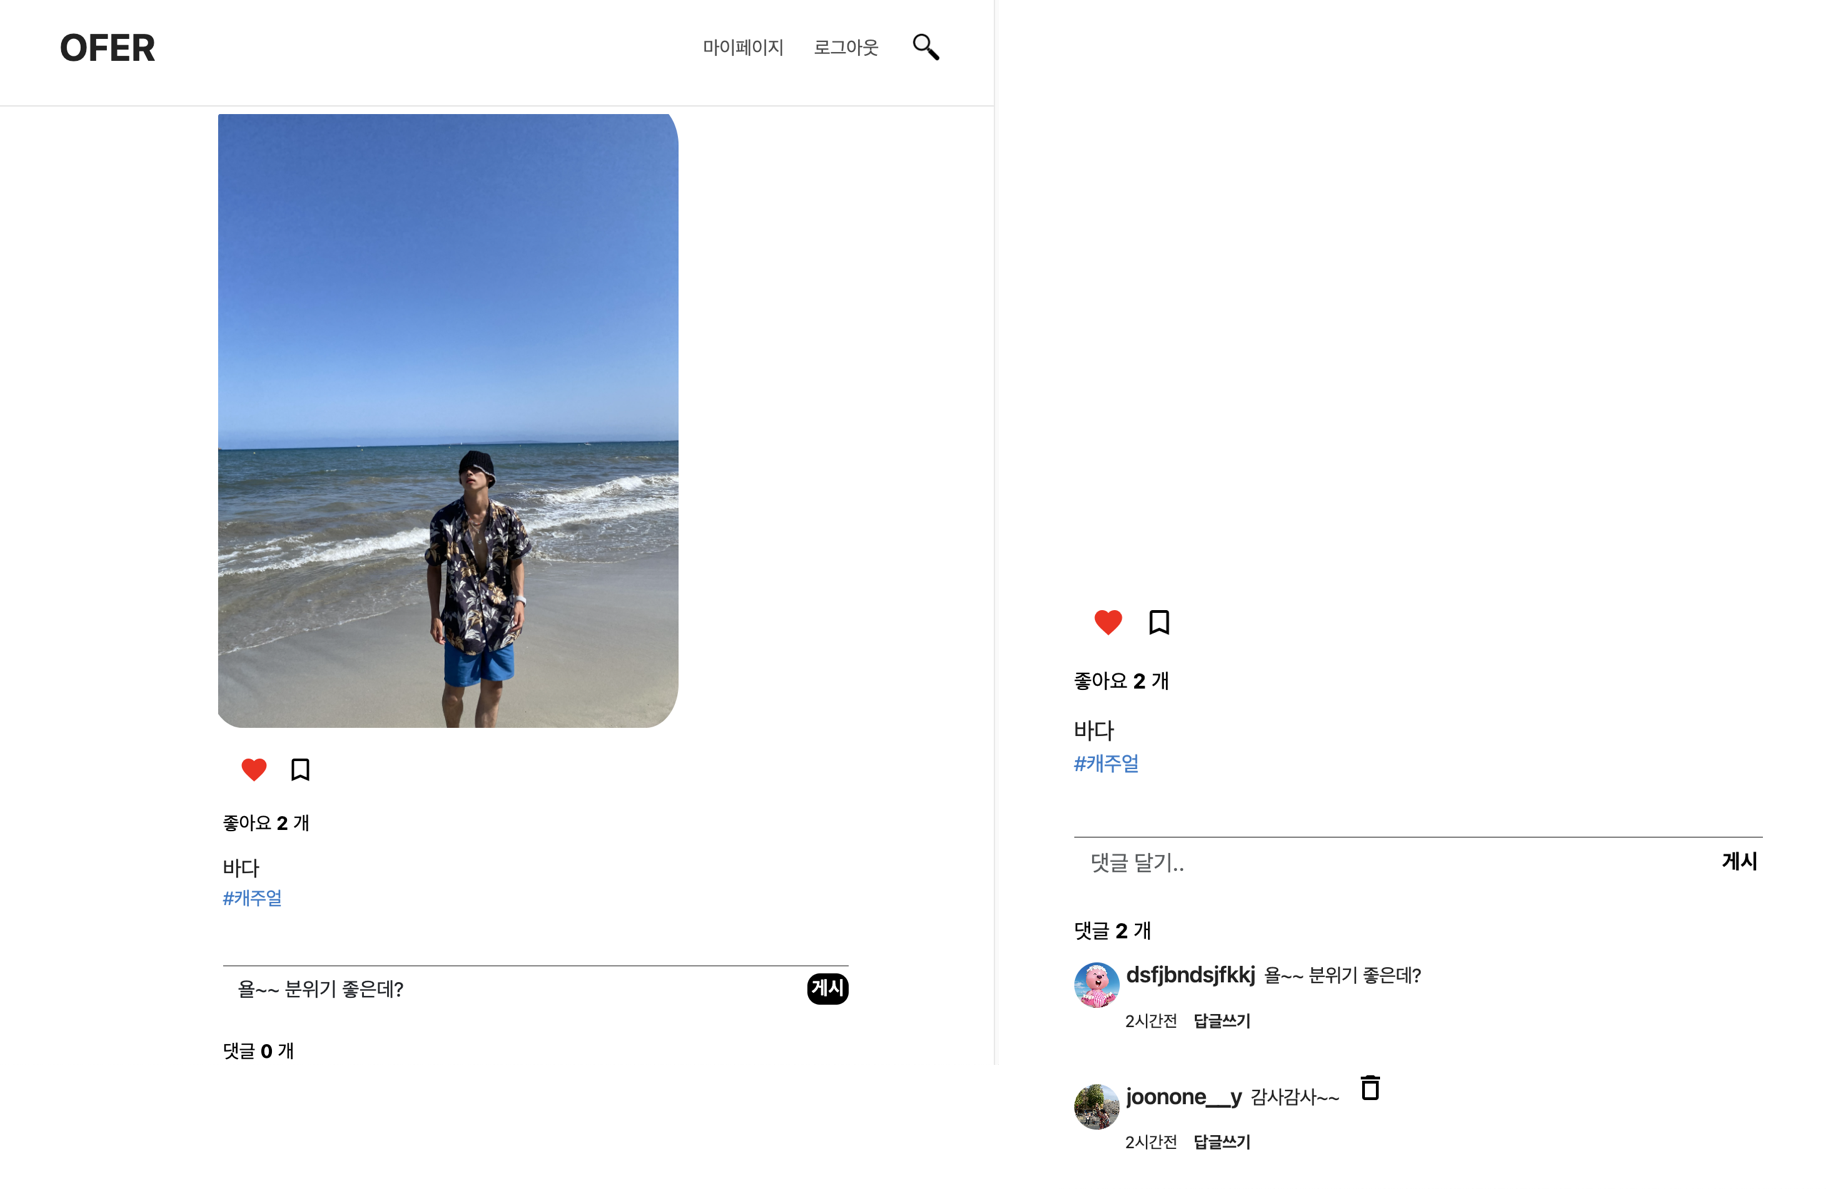 OFER
마이페이지 로그아웃
좋아요 2 개
바다
#캐주얼
욜~~ 분위기 좋은데?
게시
댓글 0 개
좋아요 2 개
바다
#캐주얼
댓글 달기..
게시
댓글 2 개
dsfjbndsjfkkj 욜~~ 분위기 좋은데?
2시간전 답글쓰기
joonone__y 감사감사~~
2시간전 답글쓰기